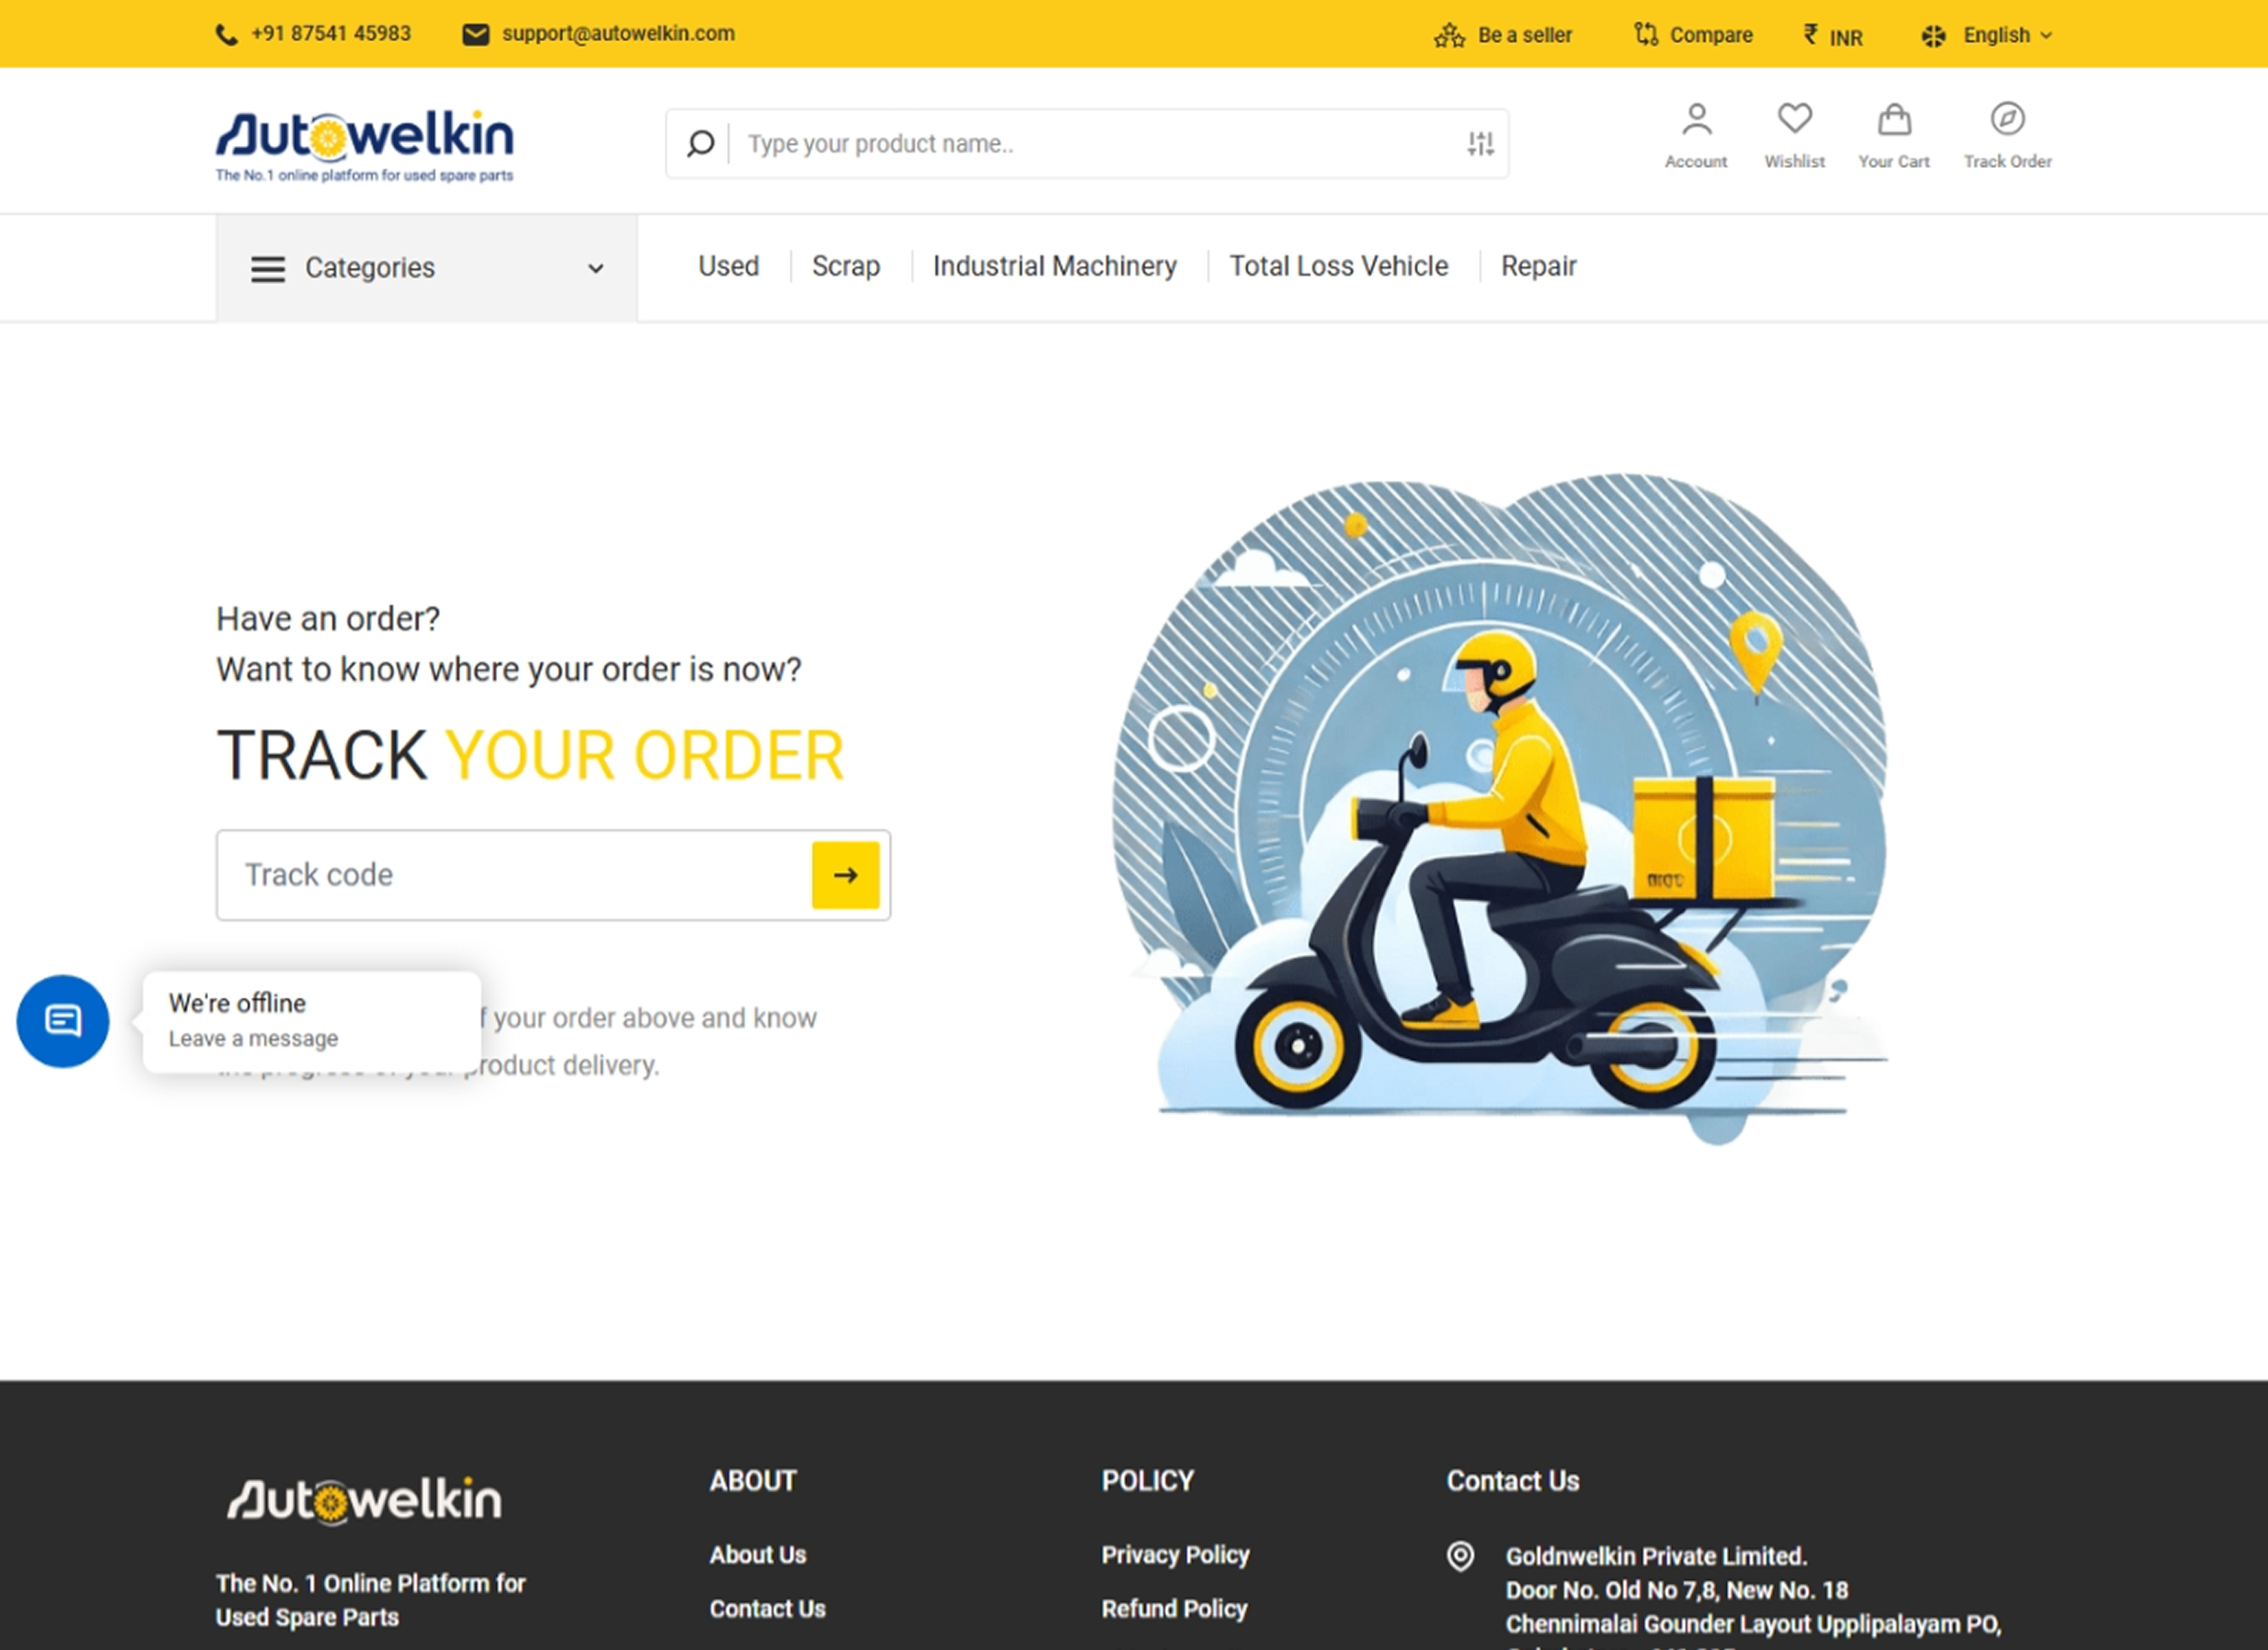 +91 87541 45983
support@autowelkin.com
Be a seller
Compare
₹ INR
English
Autowelkin
The No.1 online platform for used spare parts
Type your product name..
Account
Wishlist
Your Cart
Track Order
Categories
Used
Scrap
Industrial Machinery
Total Loss Vehicle
Repair
Have an order?
Want to know where your order is now?
TRACK YOUR ORDER
Track code
We're offline
Leave a message
your order above and know
product delivery.
Autowelkin
The No. 1 Online Platform for
Used Spare Parts
ABOUT
About Us
Contact Us
POLICY
Privacy Policy
Refund Policy
Contact Us
Goldnwelkin Private Limited.
Door No. Old No 7,8, New No. 18
Chennimalai Gounder Layout Upplipalayam PO,